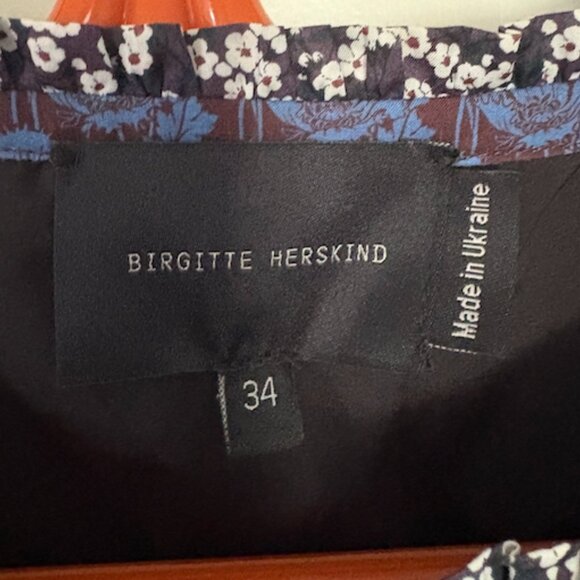 BIRGITTE HERSKIND
Made in Ukraine
34